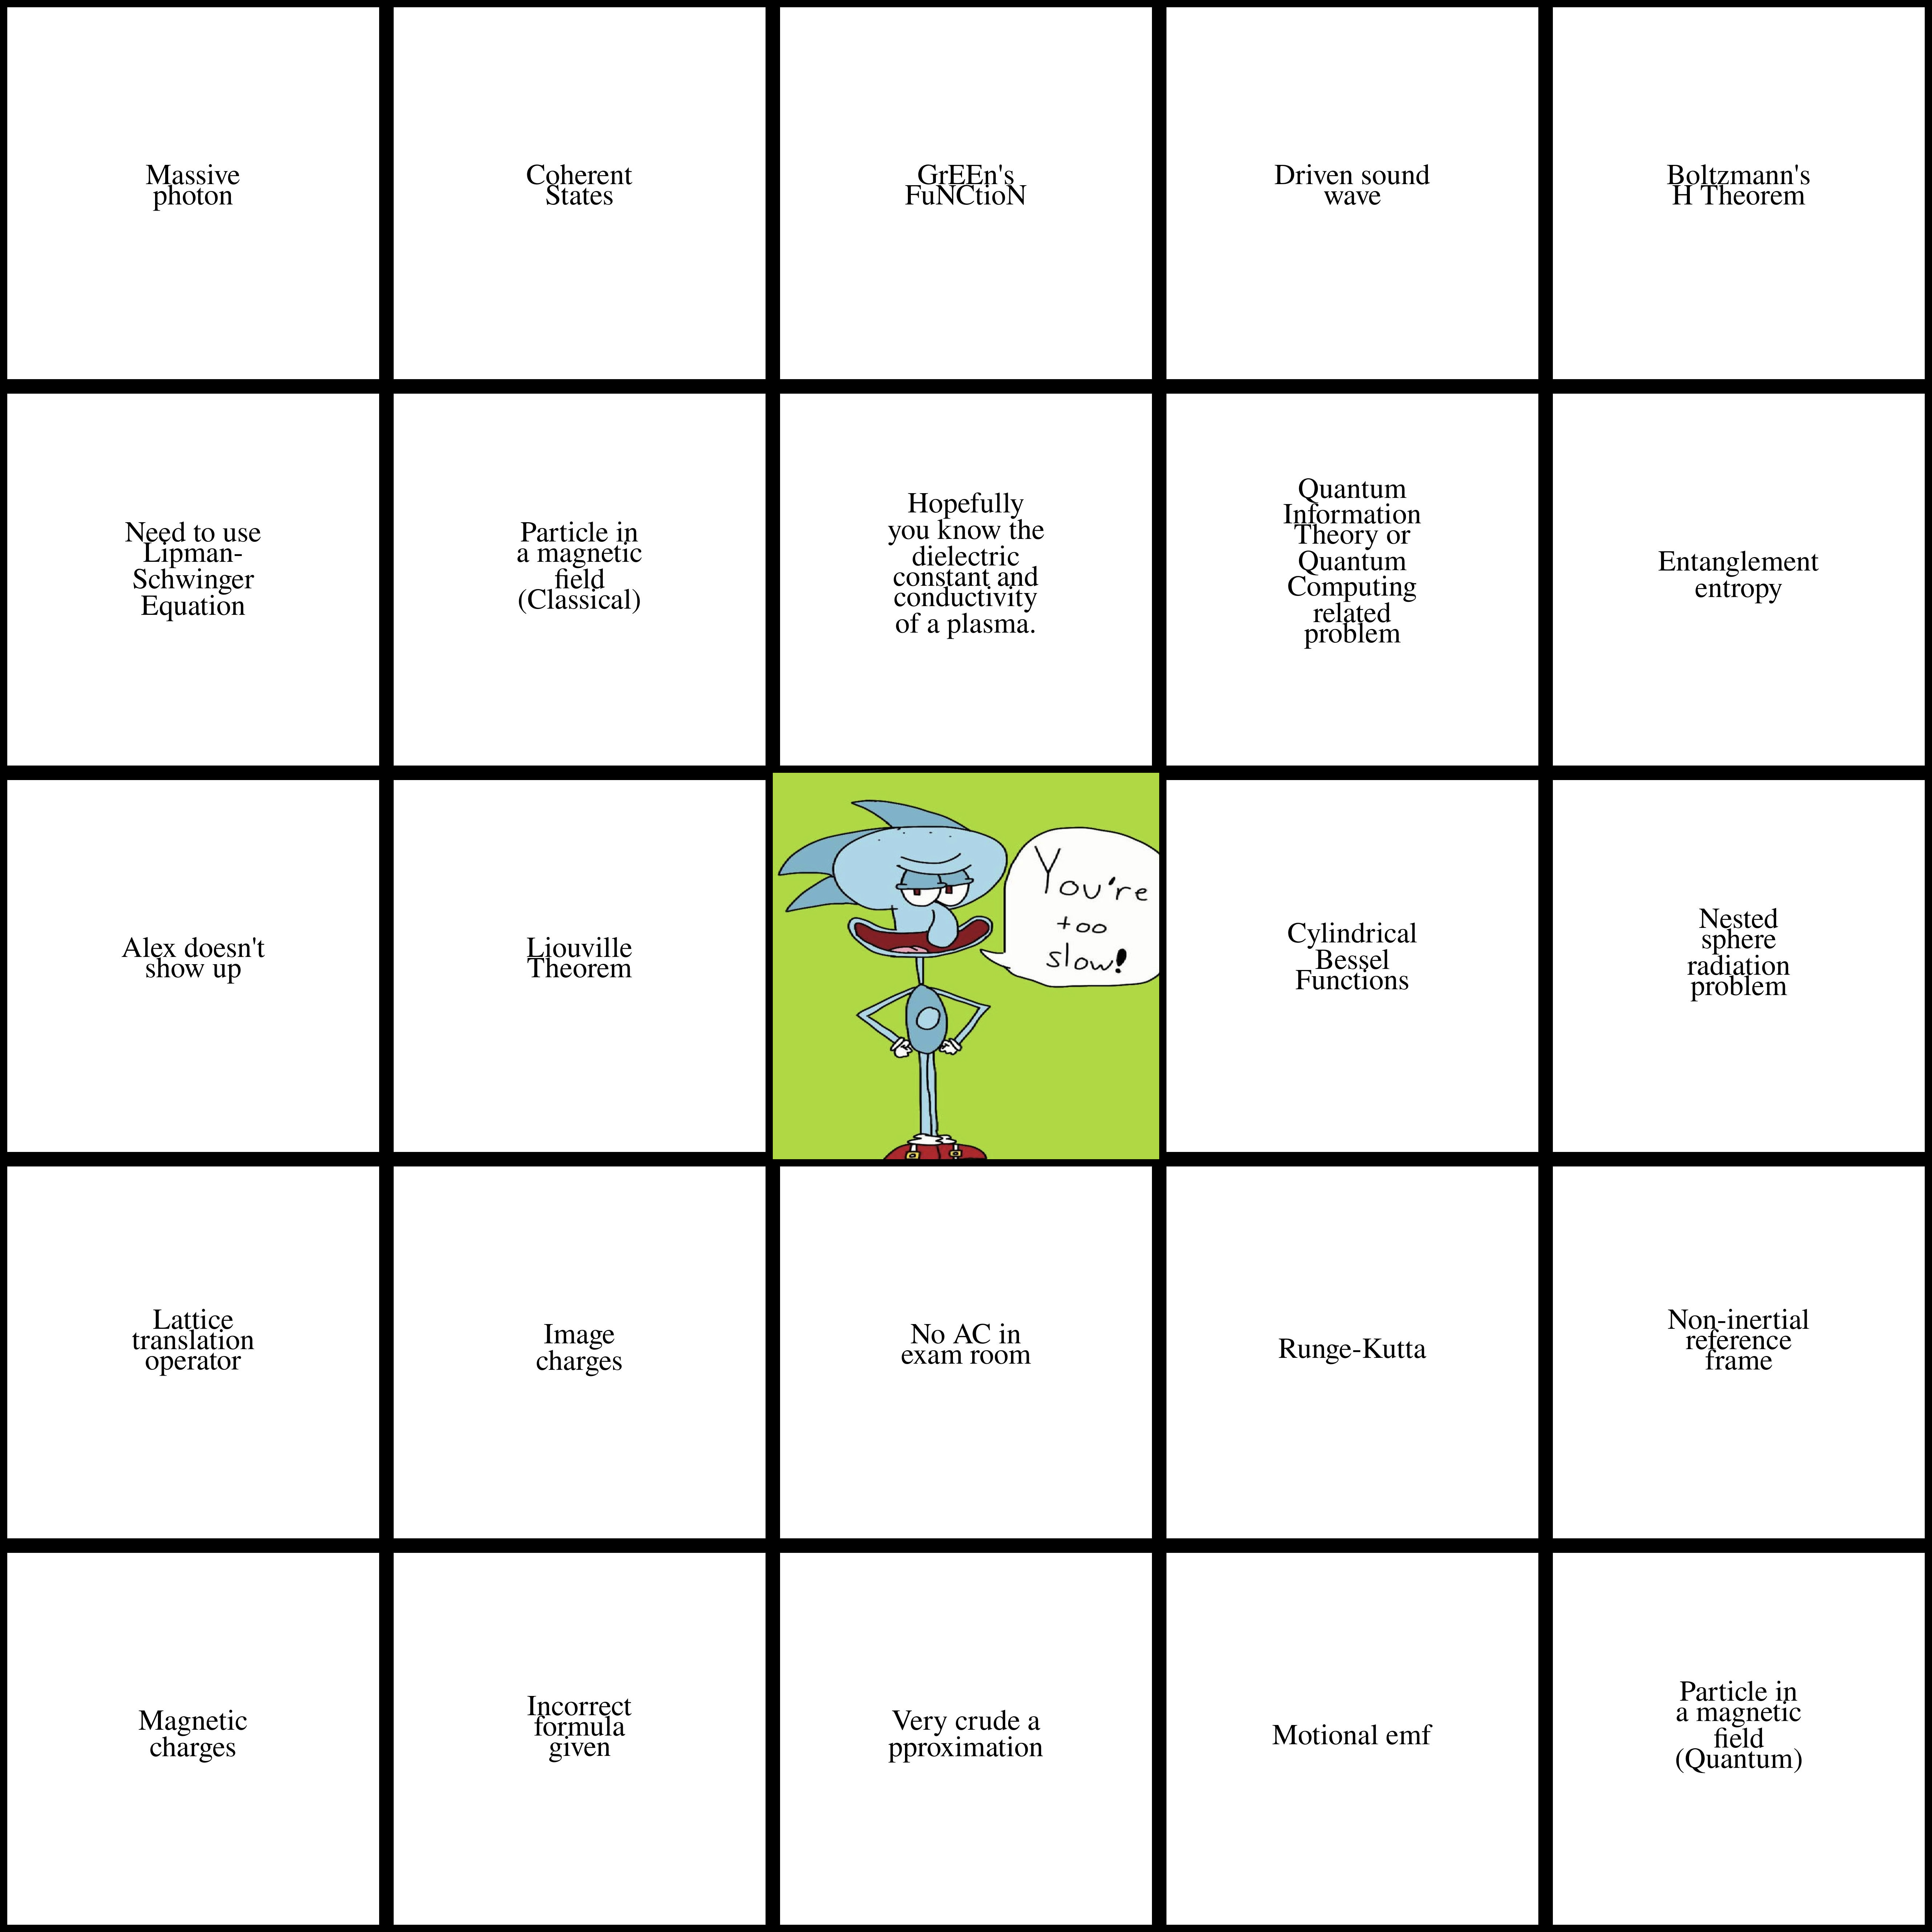 Massive
photon
Coherent
States
GrEEn's
FuNCtioN
Driven sound
wave
Boltzmann's
H Theorem
Need to use
Lipman-
Schwinger
Equation
Particle in
a magnetic
field
(Classical)
Hopefully
you know the
dielectric
constant and
conductivity
of a plasma.
Quantum
Information
Theory or
Quantum
Computing
related
problem
Entanglement
entropy
Alex doesn't
show up
Liouville
Theorem
You're
too
slow!
Cylindrical
Bessel
Functions
Nested
sphere
radiation
problem
Lattice
translation
operator
Image
charges
No AC in
exam room
Runge-Kutta
Non-inertial
reference
frame
Magnetic
charges
Incorrect
formula
given
Very crude a
pproximation
Motional emf
Particle in
a magnetic
field
(Quantum)